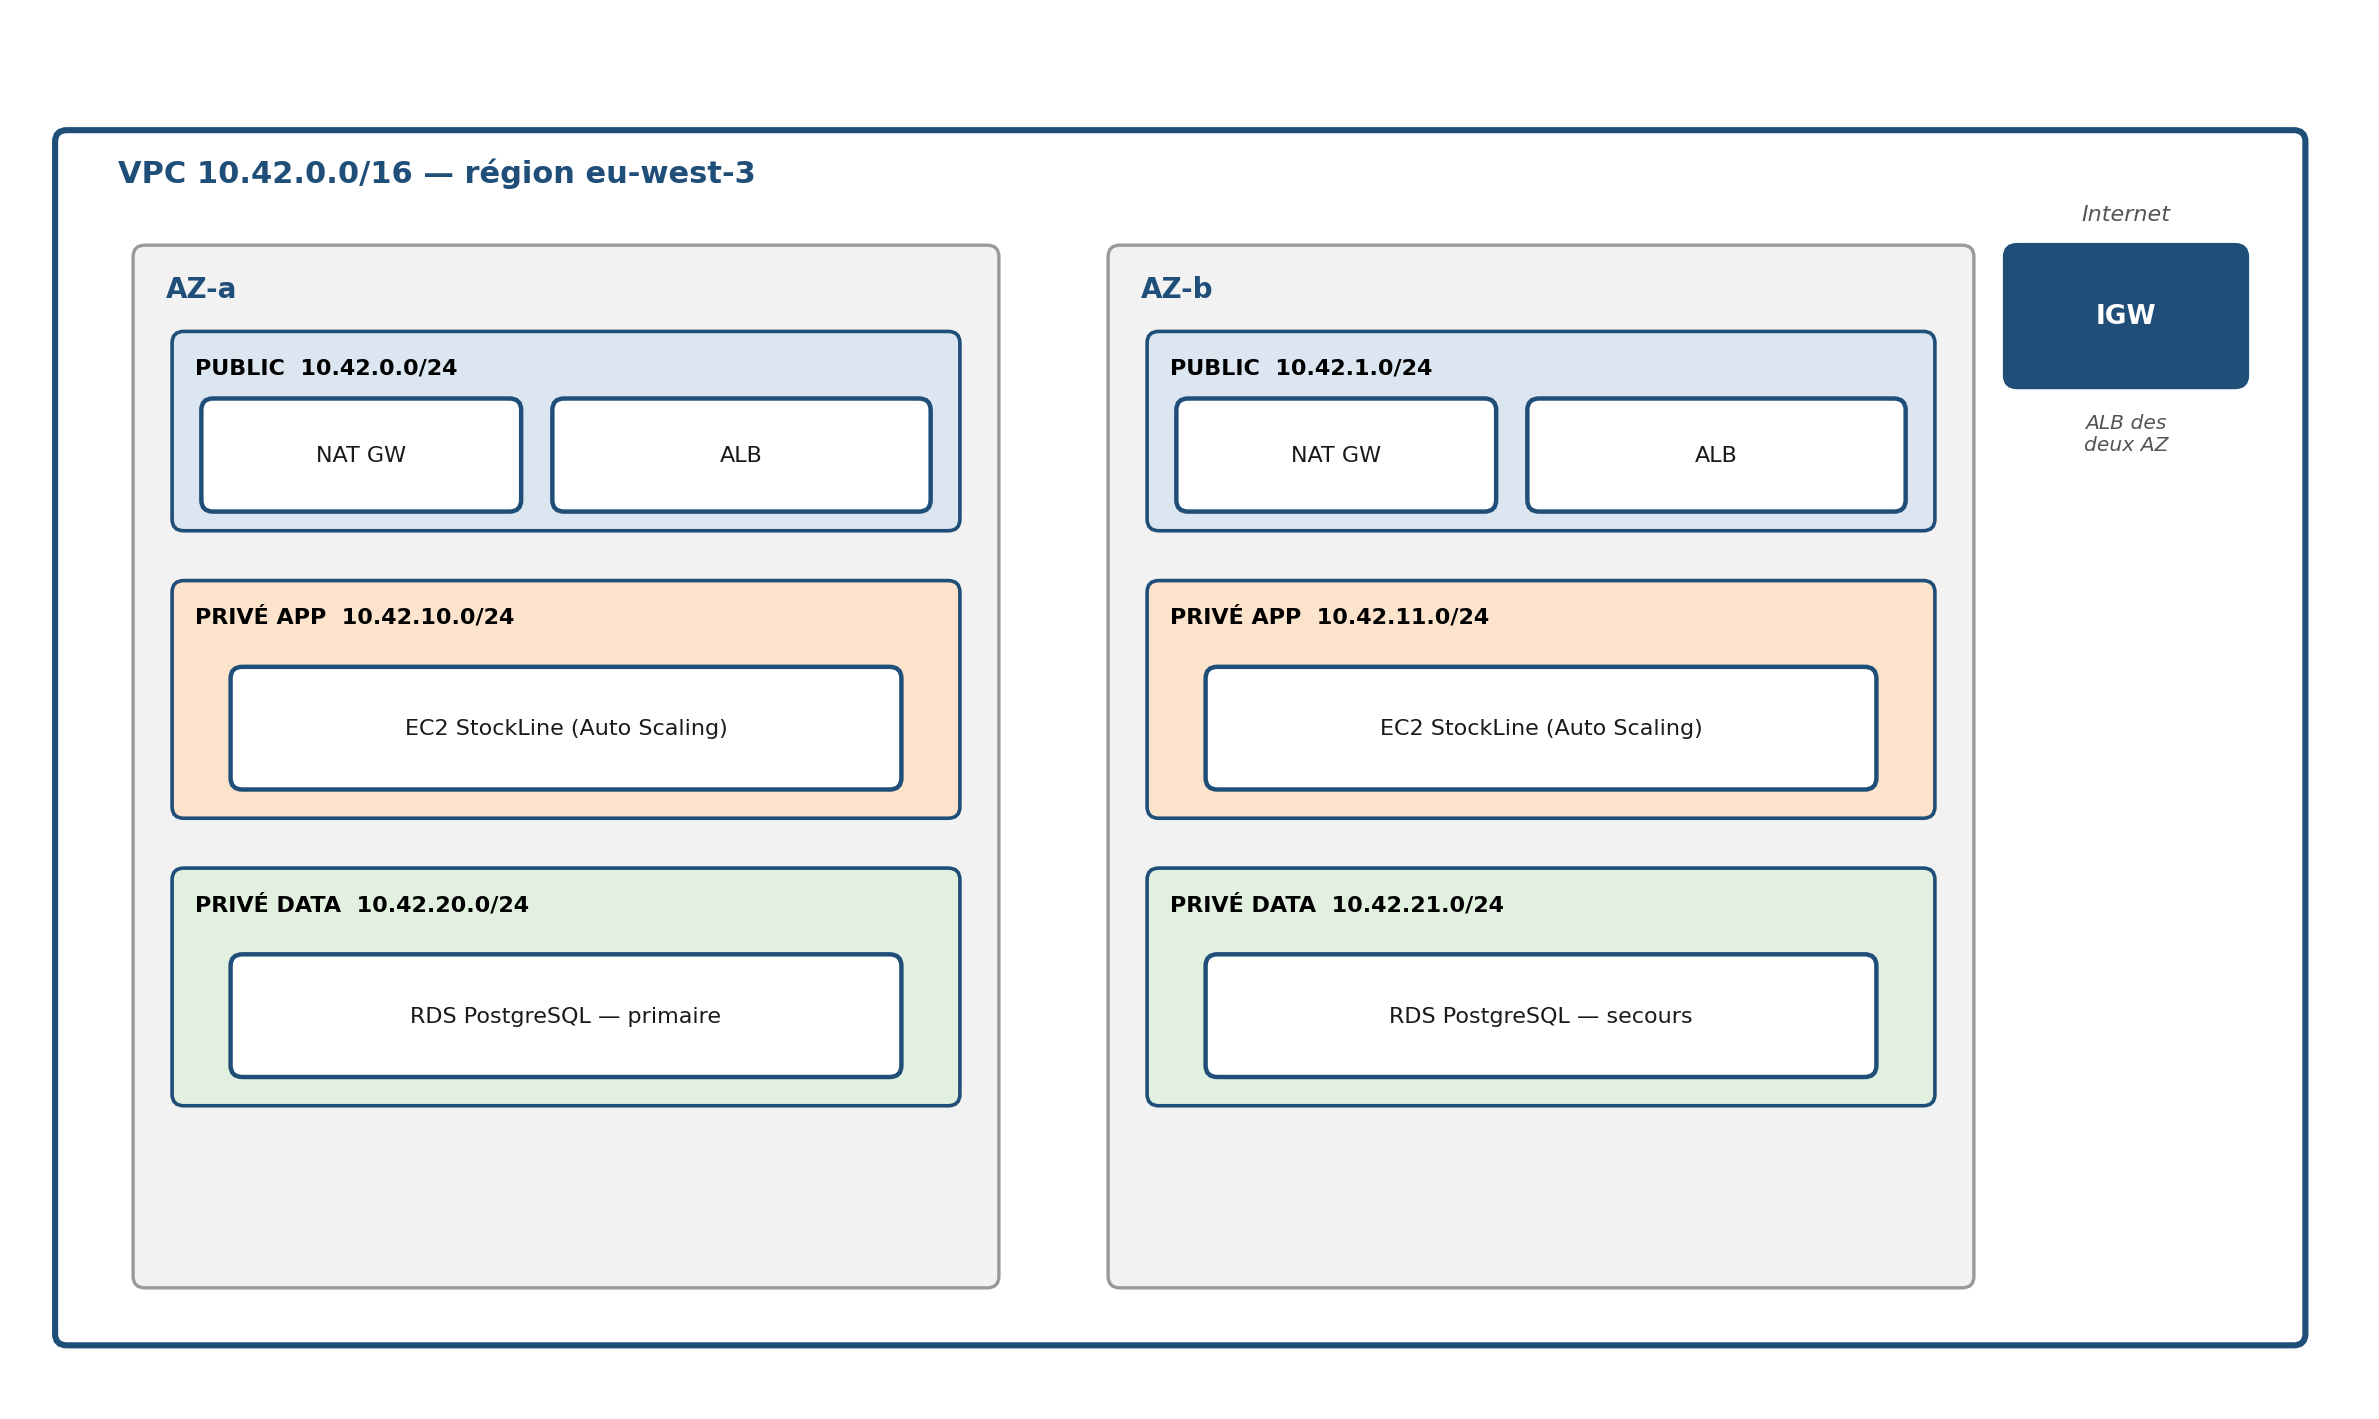 VPC 10.42.0.0/16 — région eu-west-3
AZ-a
PUBLIC 10.42.0.0/24
NAT GW
ALB
PRIVÉ APP 10.42.10.0/24
EC2 StockLine (Auto Scaling)
PRIVÉ DATA 10.42.20.0/24
RDS PostgreSQL — primaire
AZ-b
PUBLIC 10.42.1.0/24
NAT GW
ALB
PRIVÉ APP 10.42.11.0/24
EC2 StockLine (Auto Scaling)
PRIVÉ DATA 10.42.21.0/24
RDS PostgreSQL — secours
Internet
IGW
ALB des
deux AZ